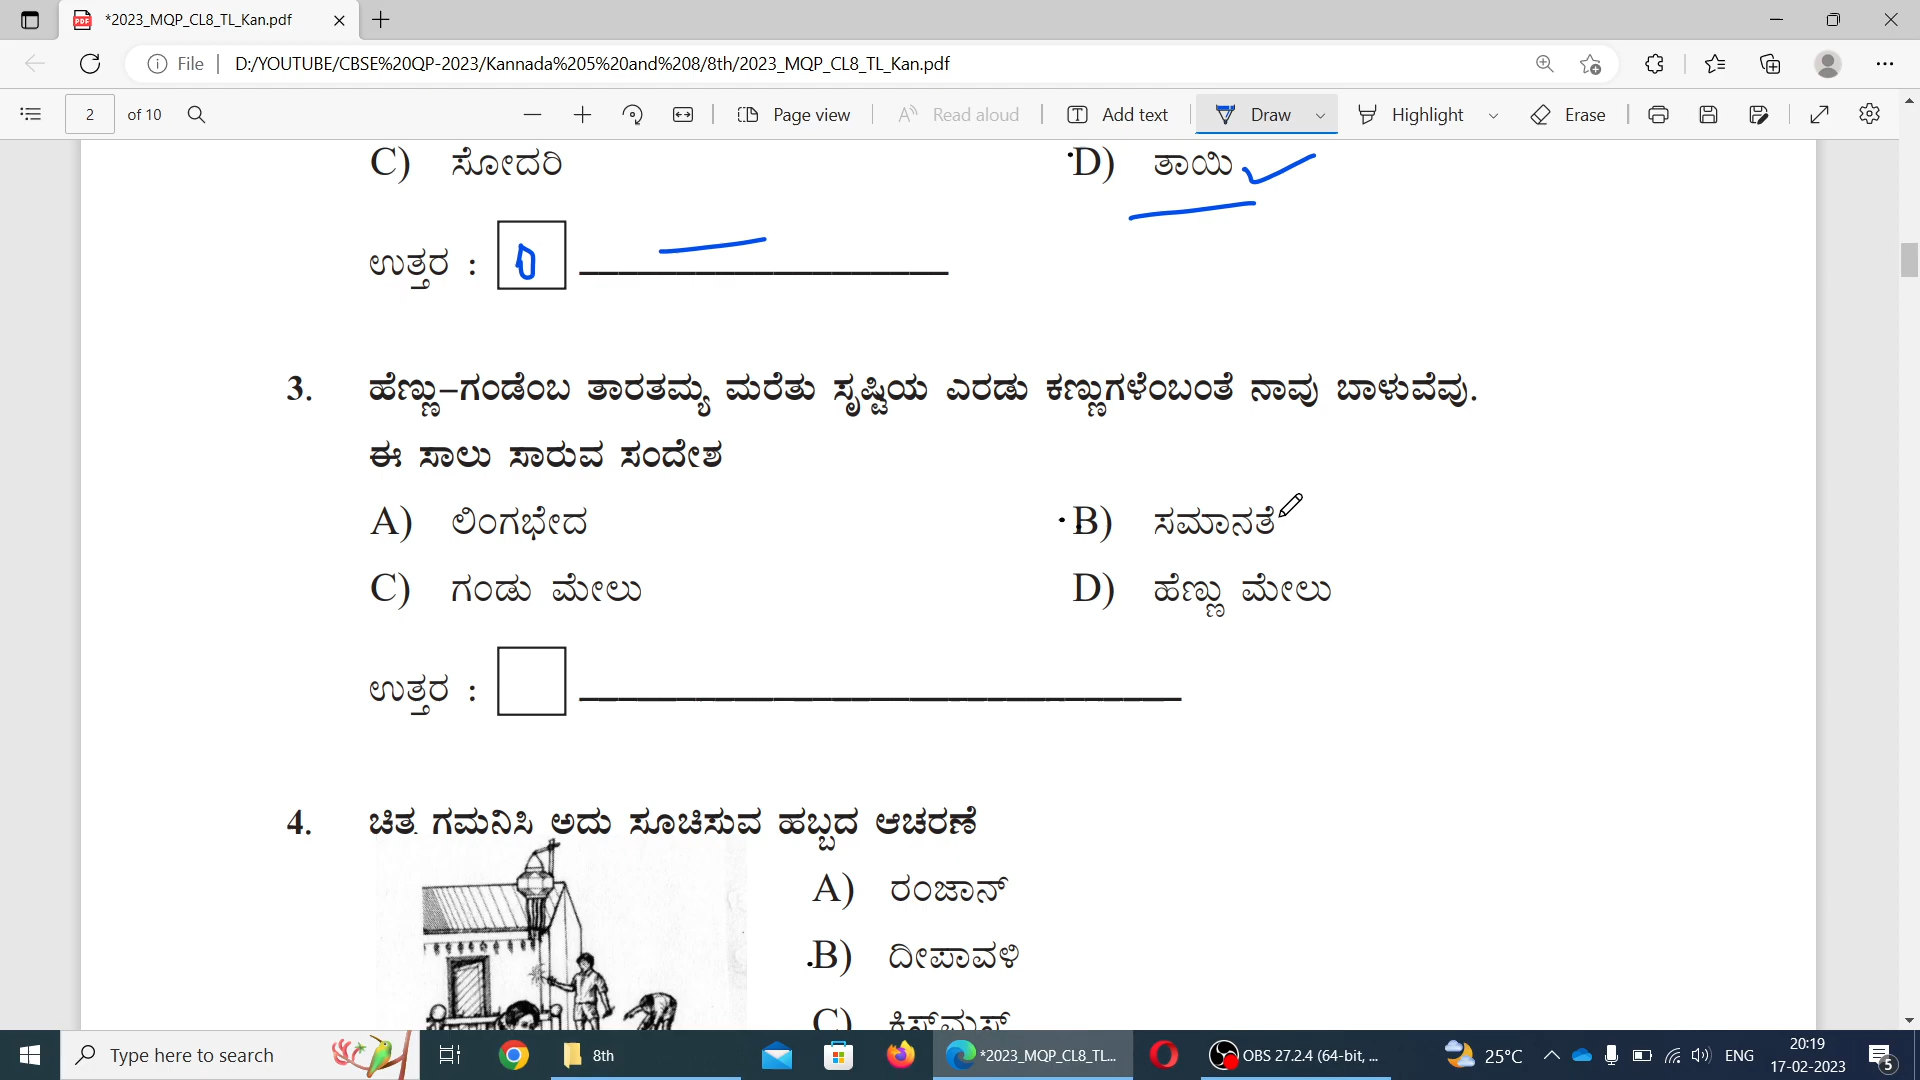 *2023_MQP_CL8_TL_Kan.pdf
File D:/YOUTUBE/CBSE%20QP-2023/Kannada%205%20and%208/8th/2023_MQP_CL8_TL_Kan.pdf
2 of 10 Page view Read aloud Add text Draw Highlight Erase
C) ಸೋದರಿ D) ತಾಯಿ
ಉತ್ತರ : D
3. ಹೆಣ್ಣು–ಗಂಡೆಂಬ ತಾರತಮ್ಯ ಮರೆತು ಸೃಷ್ಟಿಯ ಎರಡು ಕಣ್ಣುಗಳೆಂಬಂತೆ ನಾವು ಬಾಳುವೆವು.
ಈ ಸಾಲು ಸಾರುವ ಸಂದೇಶ
A) ಲಿಂಗಭೇದ B) ಸಮಾನತೆ
C) ಗಂಡು ಮೇಲು D) ಹೆಣ್ಣು ಮೇಲು
ಉತ್ತರ :
4. ಚಿತ್ರ ಗಮನಿಸಿ ಅದು ಸೂಚಿಸುವ ಹಬ್ಬದ ಆಚರಣೆ
A) ರಂಜಾನ್
B) ದೀಪಾವಳಿ
C) ಕ್ರಿಸ್‌ಮಸ್
Type here to search 8th *2023_MQP_CL8_TL... OBS 27.2.4 (64-bit, ... 25°C ENG 20:19
17-02-2023 5